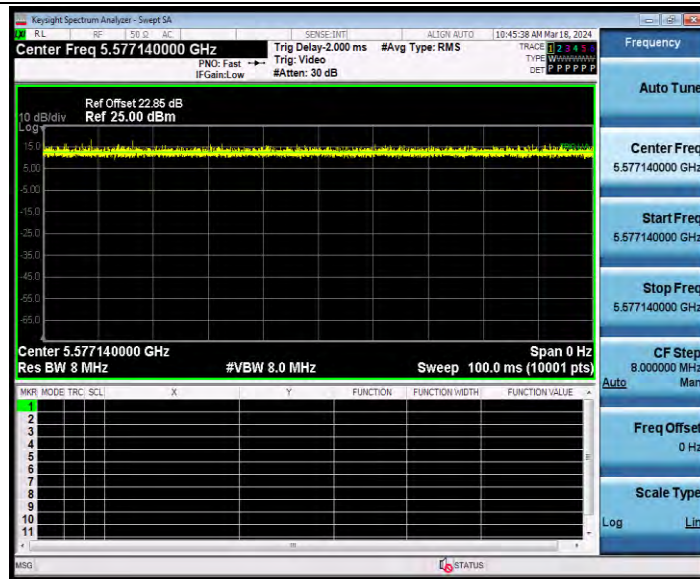 Keysight Spectrum Analyzer - Swept SA
LXI RL RF 50 Ω AC SENSE:INT ALIGN AUTO 10:45:38 AM Mar 18, 2024
Center Freq 5.577140000 GHz
Trig Delay-2.000 ms #Avg Type: RMS
TRACE 1 2 3 4 5 6
PNO: Fast Trig: Video
TYPE WWWWWW
IFGain:Low #Atten: 30 dB
DET P P P P P P
Ref Offset 22.85 dB
10 dB/div Ref 25.00 dBm
Log
15.0
5.00
-5.00
-15.0
-25.0
-35.0
-45.0
-55.0
-65.0
Center 5.577140000 GHz Span 0 Hz
Res BW 8 MHz #VBW 8.0 MHz Sweep 100.0 ms (10001 pts)
MKR MODE TRC SCL X Y FUNCTION FUNCTION WIDTH FUNCTION VALUE
1
2
3
4
5
6
7
8
9
10
11
MSG STATUS
Frequency
Auto Tune
Center Freq
5.577140000 GHz
Start Freq
5.577140000 GHz
Stop Freq
5.577140000 GHz
CF Step
8.000000 MHz
Auto Man
Freq Offset
0 Hz
Scale Type
Log Lin